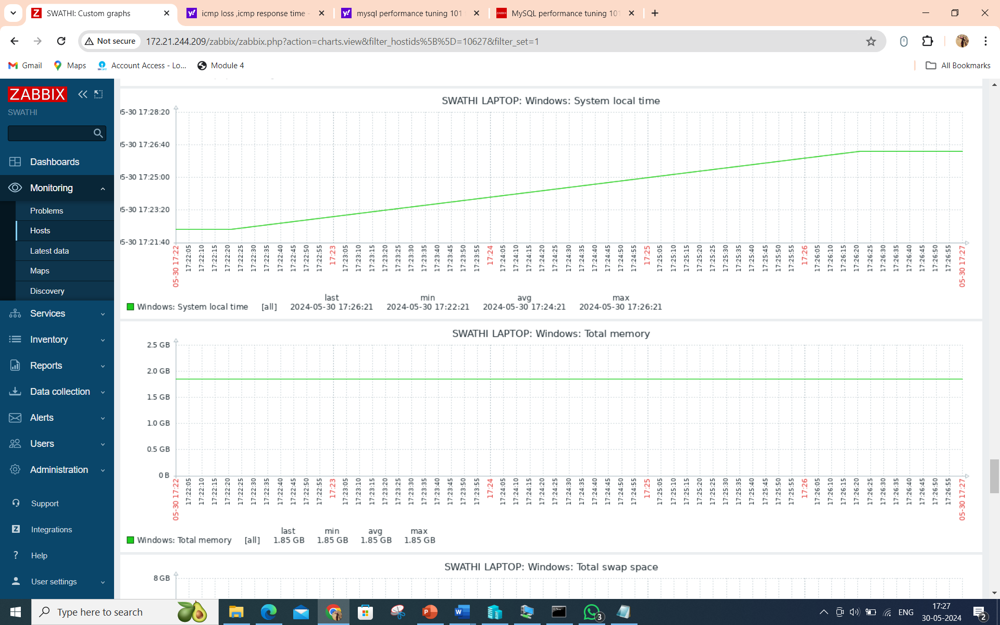 SWATHI: Custom graphs
icmp loss ,icmp response time -
mysql performance tuning 101
MySQL performance tuning 101
Not secure
172.21.244.209/zabbix/zabbix.php?action=charts.view&filter_hostids%5B%5D=10627&filter_set=1
Gmail
Maps
Account Access - Lo...
Module 4
All Bookmarks
ZABBIX
SWATHI
Dashboards
Monitoring
Problems
Hosts
Latest data
Maps
Discovery
Services
Inventory
Reports
Data collection
Alerts
Users
Administration
Support
Integrations
Help
User settings
SWATHI LAPTOP: Windows: System local time
05-30 17:28:20
05-30 17:26:40
05-30 17:25:00
05-30 17:23:20
05-30 17:21:40
05-30 17:22 17:22:05 17:22:10 17:22:15 17:22:20 17:22:25 17:22:30 17:22:35 17:22:40 17:22:45 17:22:50 17:22:55 17:23 17:23:05 17:23:10 17:23:15 17:23:20 17:23:25 17:23:30 17:23:35 17:23:40 17:23:45 17:23:50 17:23:55 17:24 17:24:05 17:24:10 17:24:15 17:24:20 17:24:25 17:24:30 17:24:35 17:24:40 17:24:45 17:24:50 17:24:55 17:25 17:25:05 17:25:10 17:25:15 17:25:20 17:25:25 17:25:30 17:25:35 17:25:40 17:25:45 17:25:50 17:25:55 17:26 17:26:05 17:26:10 17:26:15 17:26:20 17:26:25 17:26:30 17:26:35 17:26:40 17:26:45 17:26:50 17:26:55 05-30 17:27
last min avg max
Windows: System local time [all] 2024-05-30 17:26:21 2024-05-30 17:22:21 2024-05-30 17:24:21 2024-05-30 17:26:21
SWATHI LAPTOP: Windows: Total memory
2.5 GB
2.0 GB
1.5 GB
1.0 GB
0.5 GB
0 B
05-30 17:22 17:22:05 17:22:10 17:22:15 17:22:20 17:22:25 17:22:30 17:22:35 17:22:40 17:22:45 17:22:50 17:22:55 17:23 17:23:05 17:23:10 17:23:15 17:23:20 17:23:25 17:23:30 17:23:35 17:23:40 17:23:45 17:23:50 17:23:55 17:24 17:24:05 17:24:10 17:24:15 17:24:20 17:24:25 17:24:30 17:24:35 17:24:40 17:24:45 17:24:50 17:24:55 17:25 17:25:05 17:25:10 17:25:15 17:25:20 17:25:25 17:25:30 17:25:35 17:25:40 17:25:45 17:25:50 17:25:55 17:26 17:26:05 17:26:10 17:26:15 17:26:20 17:26:25 17:26:30 17:26:35 17:26:40 17:26:45 17:26:50 17:26:55 05-30 17:27
last min avg max
Windows: Total memory [all] 1.85 GB 1.85 GB 1.85 GB 1.85 GB
SWATHI LAPTOP: Windows: Total swap space
8 GB
Type here to search
3
ENG
17:27
30-05-2024
2